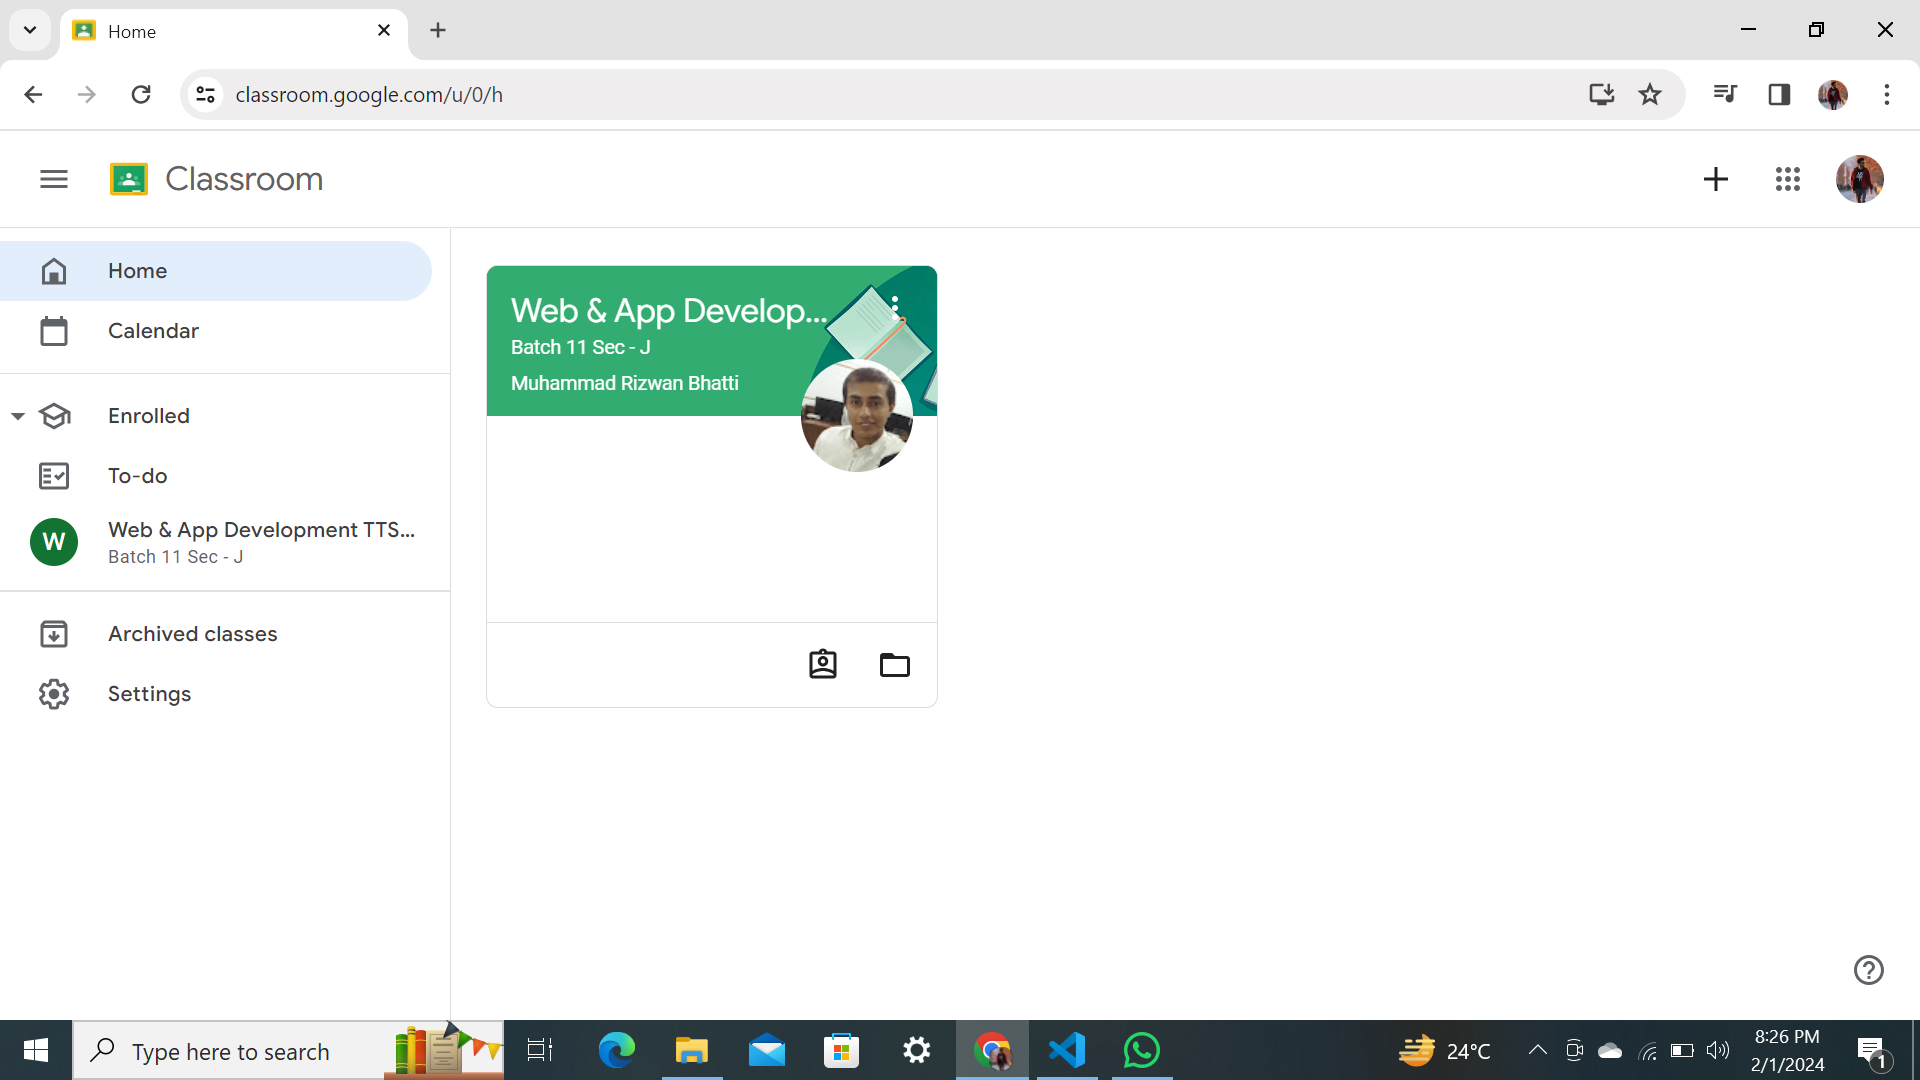 Home
classroom.google.com/u/0/h
Classroom
Home
Calendar
Enrolled
To-do
W
Web & App Development TTS...
Batch 11 Sec - J
Archived classes
Settings
Web & App Develop...
Batch 11 Sec - J
Muhammad Rizwan Bhatti
Type here to search
24°C
8:26 PM
2/1/2024
1